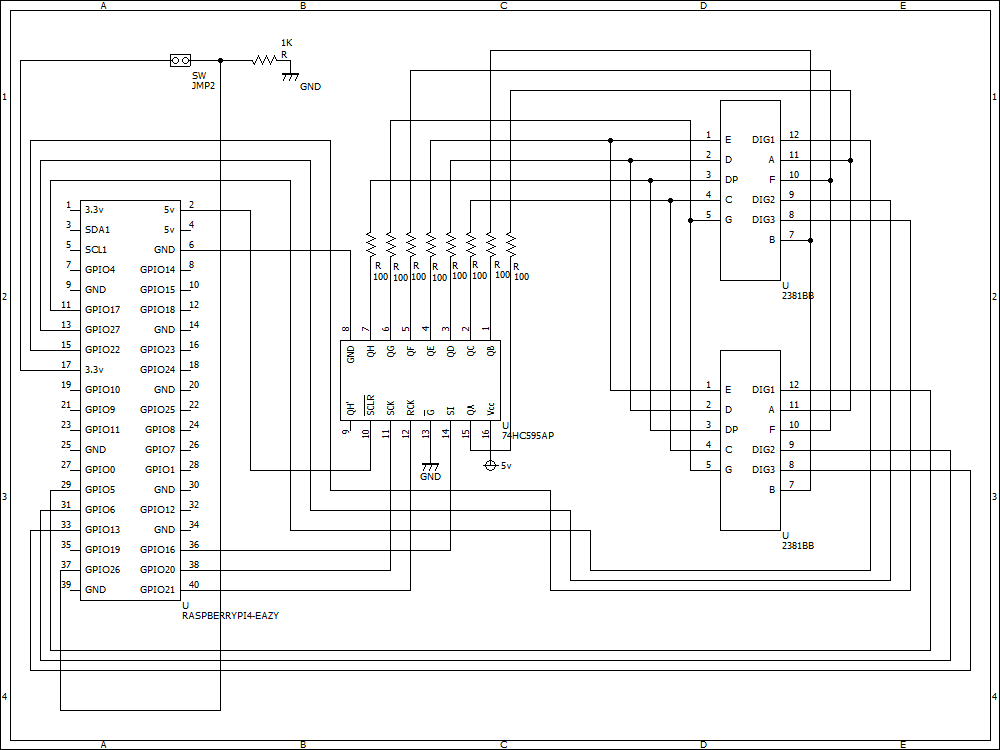 A B C D E
1K
R
SW
JMP2
GND
1 1
1 E DIG1 12
2 D A 11
3 DP F 10
4 C DIG2 9
5 G DIG3 8
B 7
U
2381BB
1 3.3v 5v 2
3 SDA1 5v 4
5 SCL1 GND 6
7 GPIO4 GPIO14 8
9 GND GPIO15 10
11 GPIO17 GPIO18 12
13 GPIO27 GND 14
15 GPIO22 GPIO23 16
17 3.3v GPIO24 18
19 GPIO10 GND 20
21 GPIO9 GPIO25 22
23 GPIO11 GPIO8 24
25 GND GPIO7 26
27 GPIO0 GPIO1 28
29 GPIO5 GND 30
31 GPIO6 GPIO12 32
33 GPIO13 GND 34
35 GPIO19 GPIO16 36
37 GPIO26 GPIO20 38
39 GND GPIO21 40
U
RASPBERRYPI4-EAZY
R R R R R R R R
100 100 100 100 100 100 100 100
2 2
8 7 6 5 4 3 2 1
GND QH QG QF QE QD QC QB
QH' SCLR SCK RCK G SI QA Vcc
9 10 11 12 13 14 15 16
U
74HC595AP
GND
5v
1 E DIG1 12
2 D A 11
3 DP F 10
4 C DIG2 9
5 G DIG3 8
B 7
U
2381BB
3 3
4 4
A B C D E